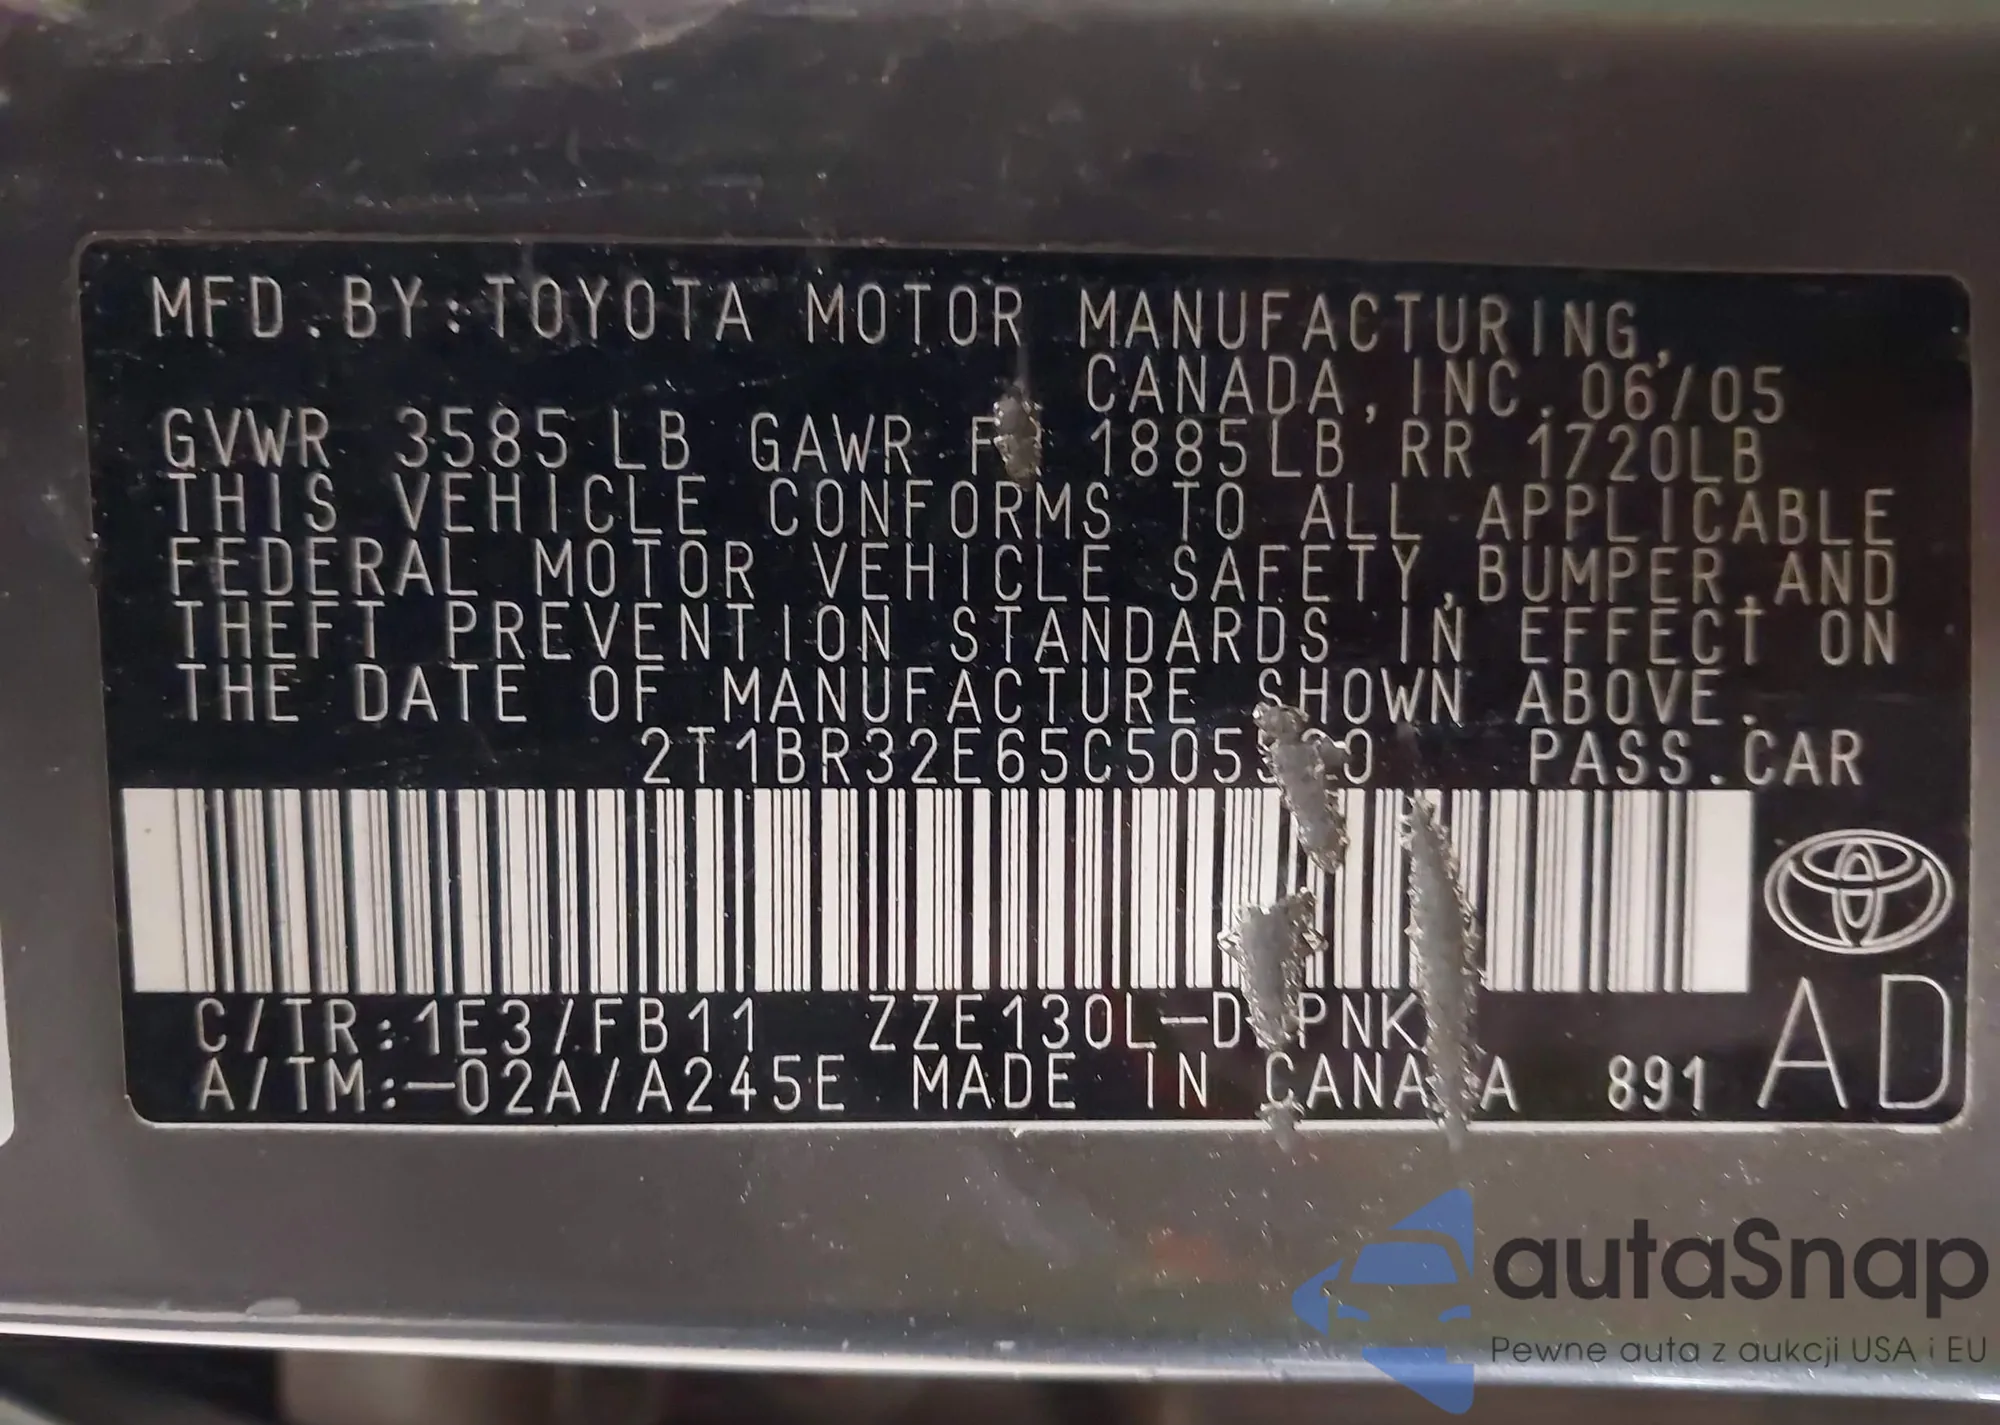 MFD.BY:TOYOTA MOTOR MANUFACTURING,
CANADA,INC. 06/05
GVWR 3585 LB GAWR 1885LB RR 1720LB
THIS VEHICLE CONFORMS TO ALL APPLICABLE
FEDERAL MOTOR VEHICLE SAFETY,BUMPER,AND
THEFT PREVENTION STANDARDS IN EFFECT ON
THE DATE OF MANUFACTURE SHOWN ABOVE.
PASS.CAR
C/TR:1E3/FB11
A/TM:-02A/A245E MADE IN CANADA 891
AD
autaSnap
Pewne auta z aukcji USA i EU